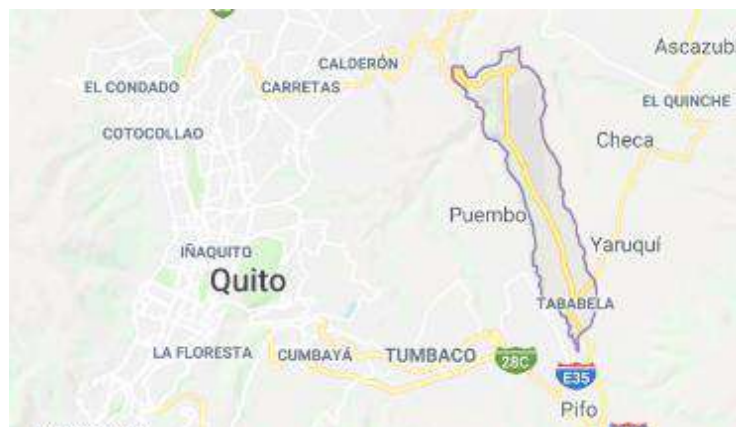 CALDERÓN
Ascazubi
EL CONDADO
CARRETAS
EL QUINCHE
COTOCOLLAO
Checa
Puembo
IÑAQUITO
Yaruquí
Quito
TABABELA
LA FLORESTA
CUMBAYÁ
TUMBACO
28C
E35
Pifo